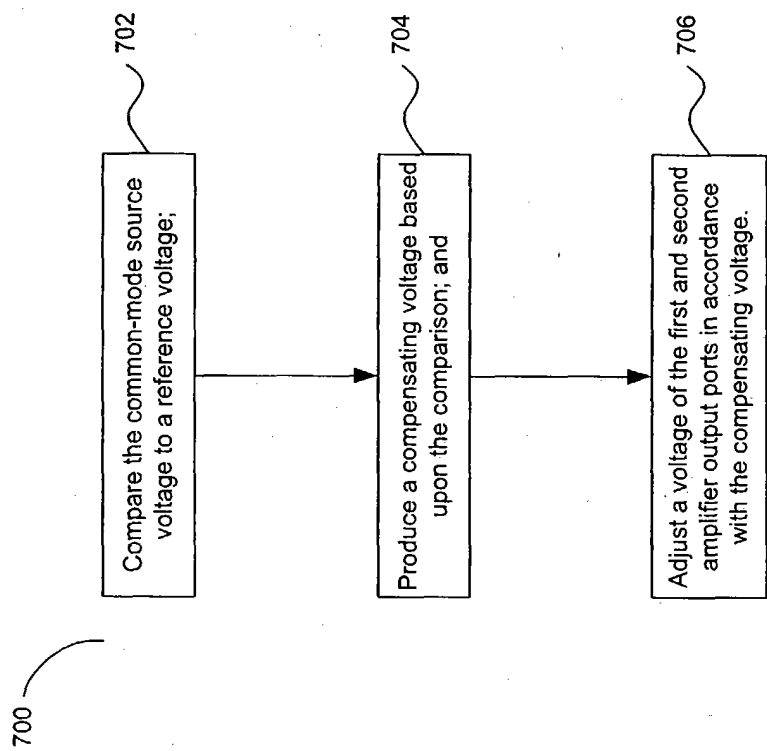 700
702
Compare the common-mode source
voltage to a reference voltage;
704
Produce a compensating voltage based
upon the comparison; and
706
Adjust a voltage of the first and second
amplifier output ports in accordance
with the compensating voltage.